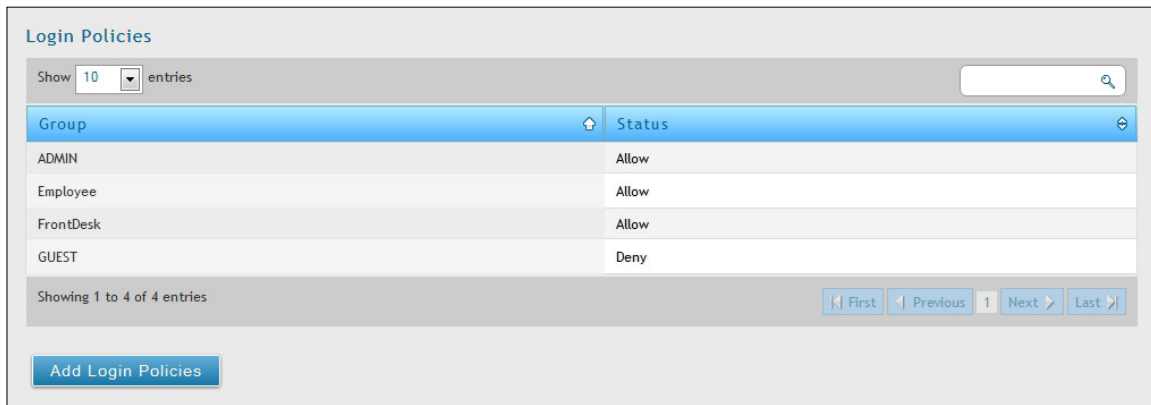 Login Policies
Show 10 entries
Group Status
ADMIN Allow
Employee Allow
FrontDesk Allow
GUEST Deny
Showing 1 to 4 of 4 entries First Previous 1 Next Last
Add Login Policies